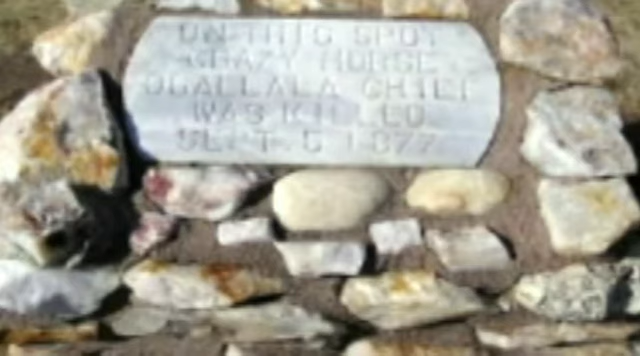 ON THIS SPOT
CRAZY HORSE
OGALLALA CHIEF
WAS KILLED
SEPT. 5 1877